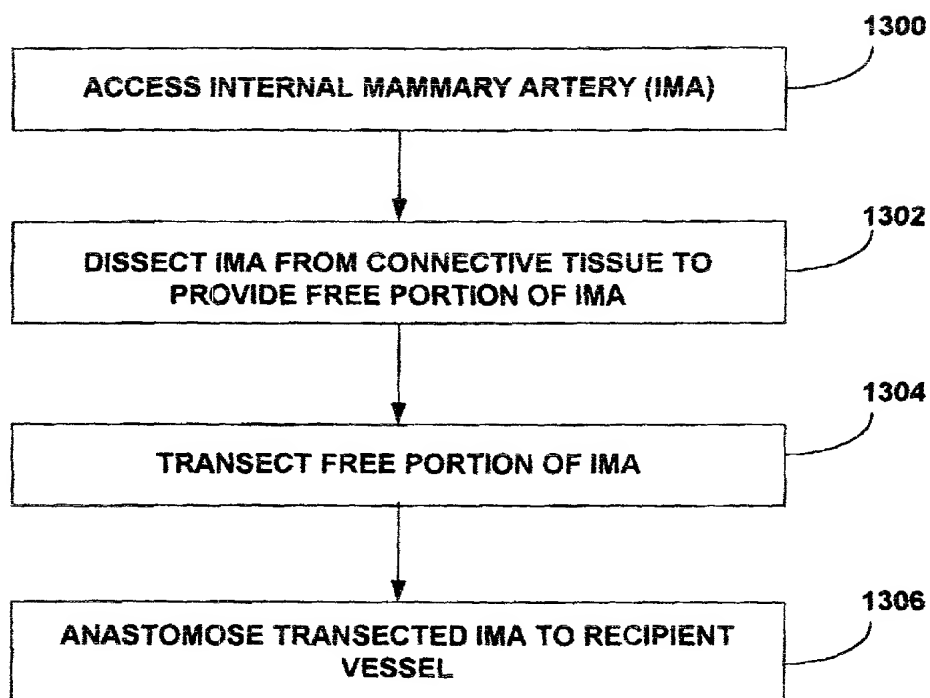 1300
ACCESS INTERNAL MAMMARY ARTERY (IMA)
1302
DISSECT IMA FROM CONNECTIVE TISSUE TO
PROVIDE FREE PORTION OF IMA
1304
TRANSECT FREE PORTION OF IMA
1306
ANASTOMOSE TRANSECTED IMA TO RECIPIENT
VESSEL